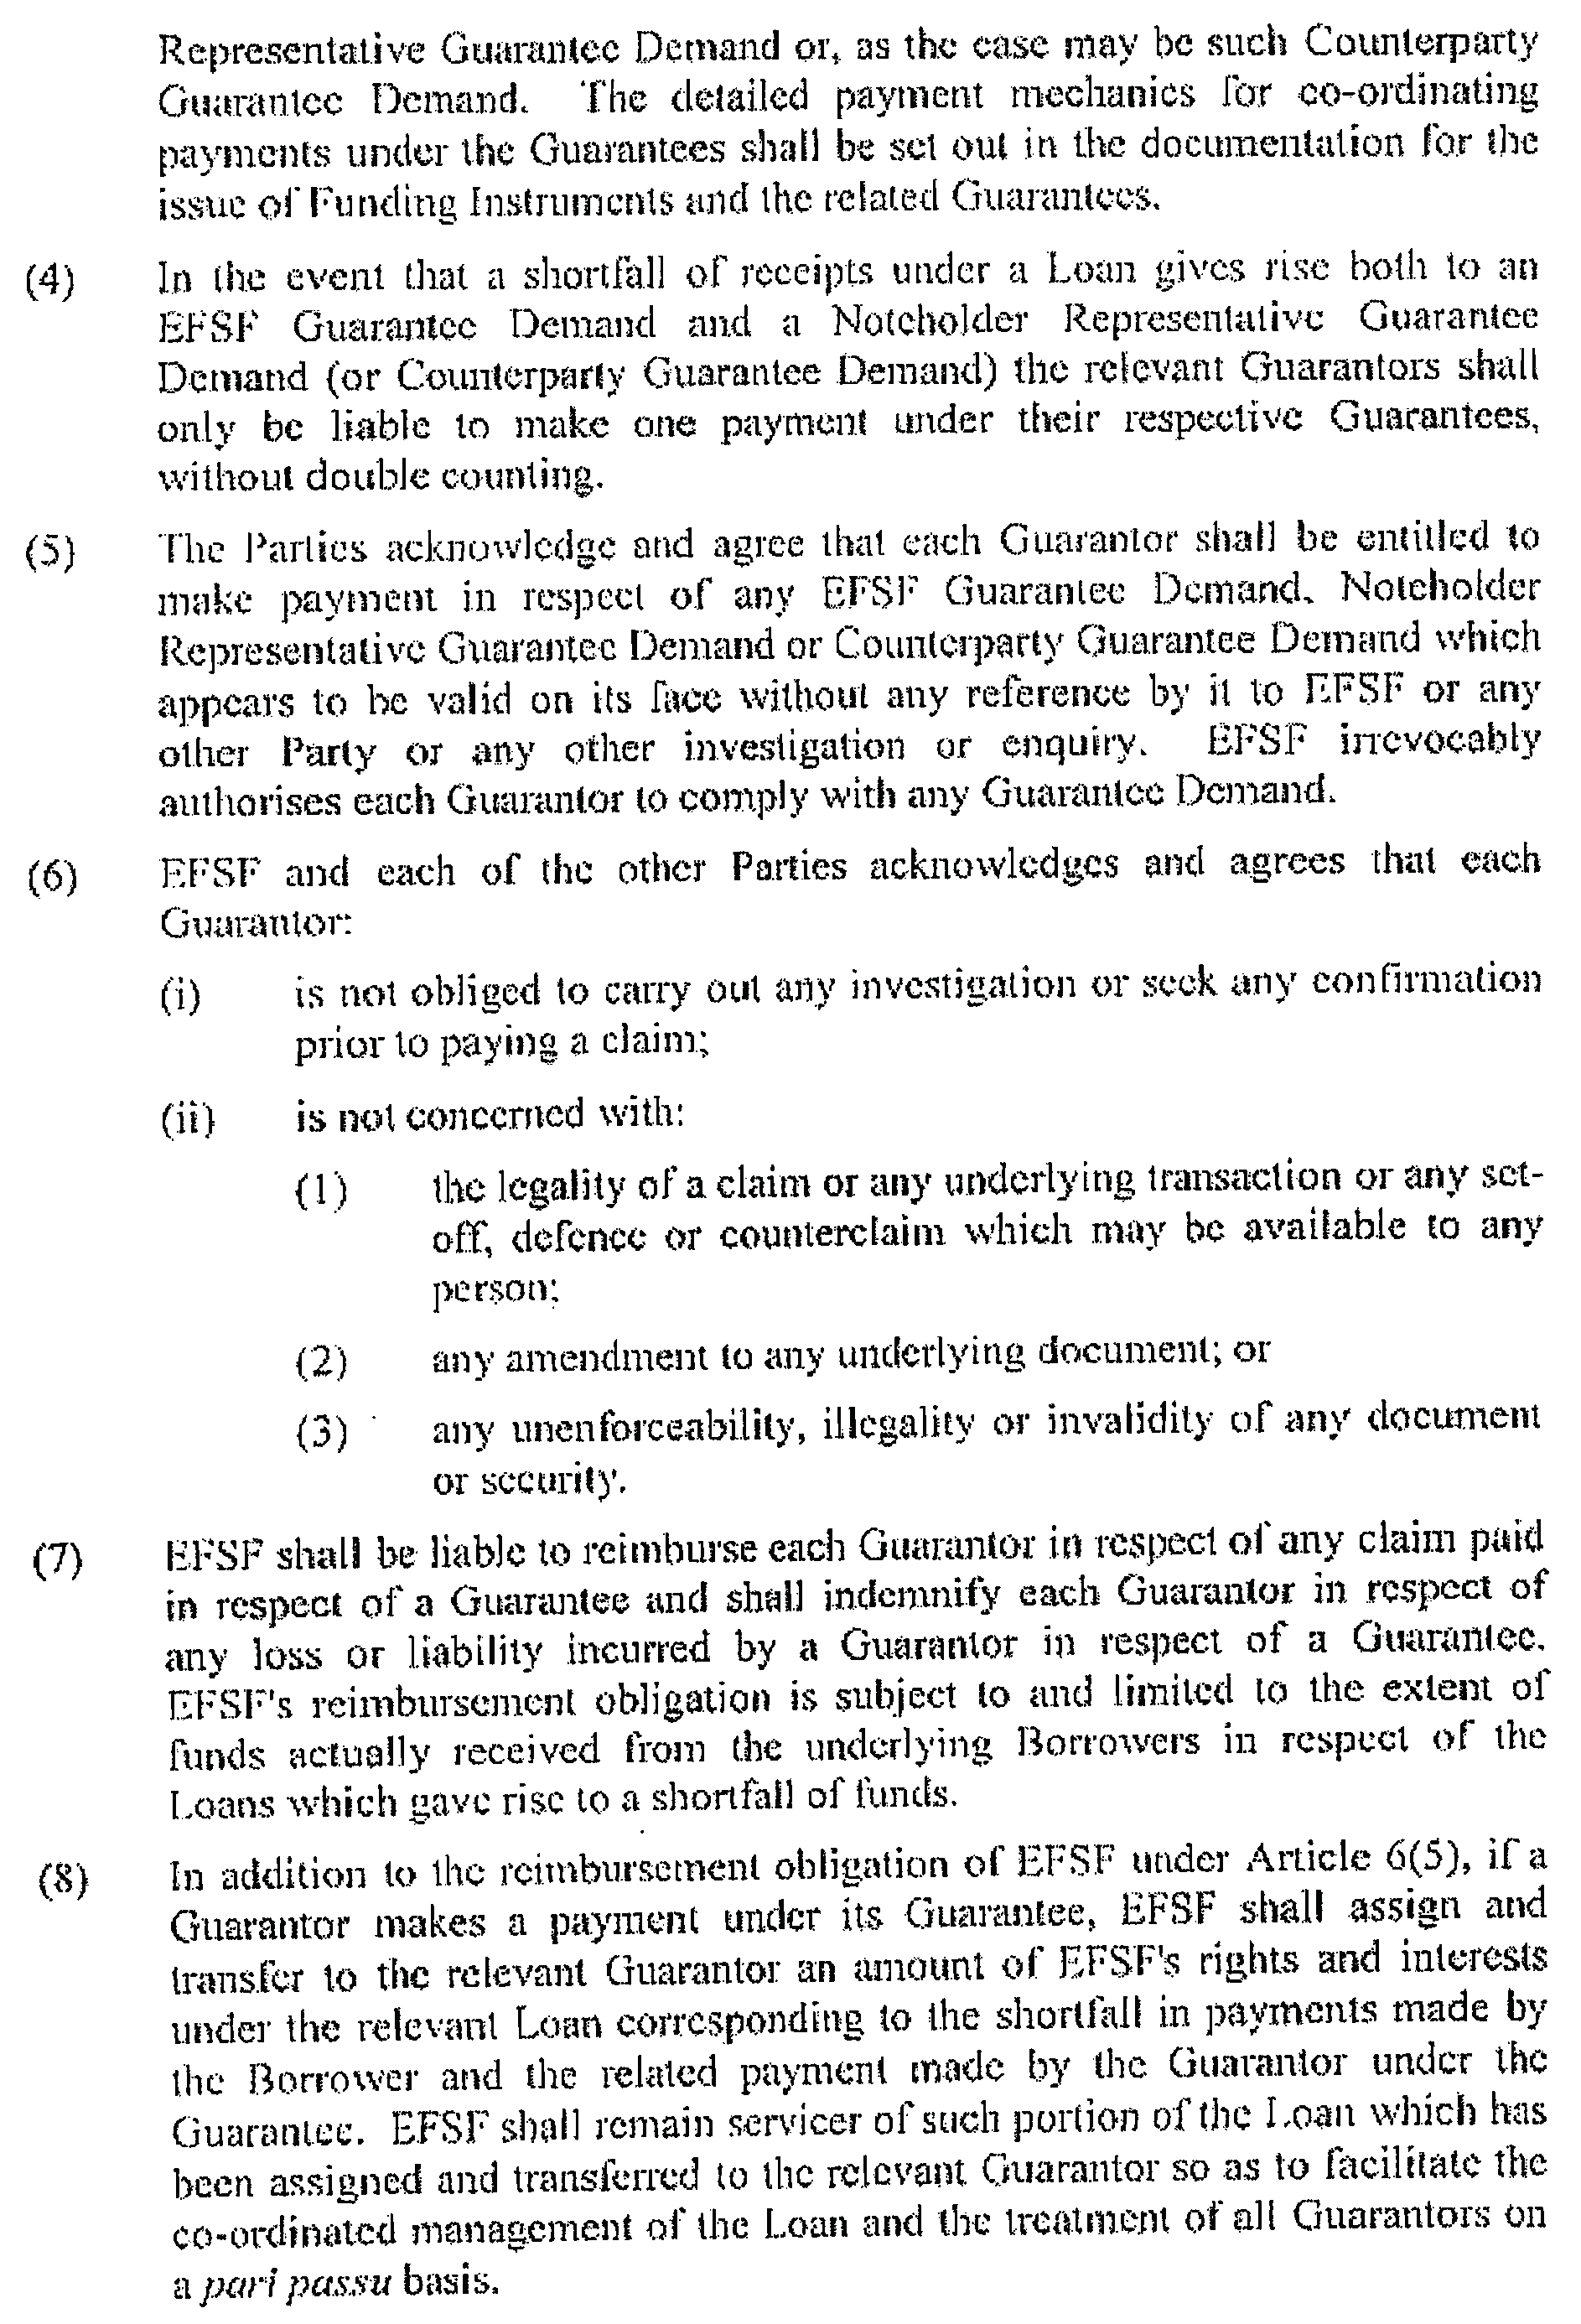 Representative Guarantee Demand or, as the case may be such Counterparty
Guarantee Demand. The detailed payment mechanics for co-ordinating
payments under the Guarantees shall be set out in the documentation for the
issue of Funding Instruments and the related Guarantees.
(4) In the event that a shortfall of receipts under a Loan gives rise both to an
EFSF Guarantee Demand and a Noteholder Representative Guarantee
Demand (or Counterparty Guarantee Demand) the relevant Guarantors shall
only be liable to make one payment under their respective Guarantees,
without double counting.
(5) The Parties acknowledge and agree that each Guarantor shall be entitled to
make payment in respect of any EFSF Guarantee Demand, Noteholder
Representative Guarantee Demand or Counterparty Guarantee Demand which
appears to be valid on its face without any reference by it to EFSF or any
other Party or any other investigation or enquiry. EFSF irrevocably
authorises each Guarantor to comply with any Guarantee Demand.
(6) EFSF and each of the other Parties acknowledges and agrees that each
Guarantor:
(i) is not obliged to carry out any investigation or seek any confirmation
prior to paying a claim;
(ii) is not concerned with:
(1) the legality of a claim or any underlying transaction or any set-
off, defence or counterclaim which may be available to any
person;
(2) any amendment to any underlying document; or
(3) any unenforceability, illegality or invalidity of any document
or security.
(7) EFSF shall be liable to reimburse each Guarantor in respect of any claim paid
in respect of a Guarantee and shall indemnify each Guarantor in respect of
any loss or liability incurred by a Guarantor in respect of a Guarantee.
EFSF's reimbursement obligation is subject to and limited to the extent of
funds actually received from the underlying Borrowers in respect of the
Loans which gave rise to a shortfall of funds.
(8) In addition to the reimbursement obligation of EFSF under Article 6(5), if a
Guarantor makes a payment under its Guarantee, EFSF shall assign and
transfer to the relevant Guarantor an amount of EFSF's rights and interests
under the relevant Loan corresponding to the shortfall in payments made by
the Borrower and the related payment made by the Guarantor under the
Guarantee. EFSF shall remain servicer of such portion of the Loan which has
been assigned and transferred to the relevant Guarantor so as to facilitate the
co-ordinated management of the Loan and the treatment of all Guarantors on
a pari passu basis.